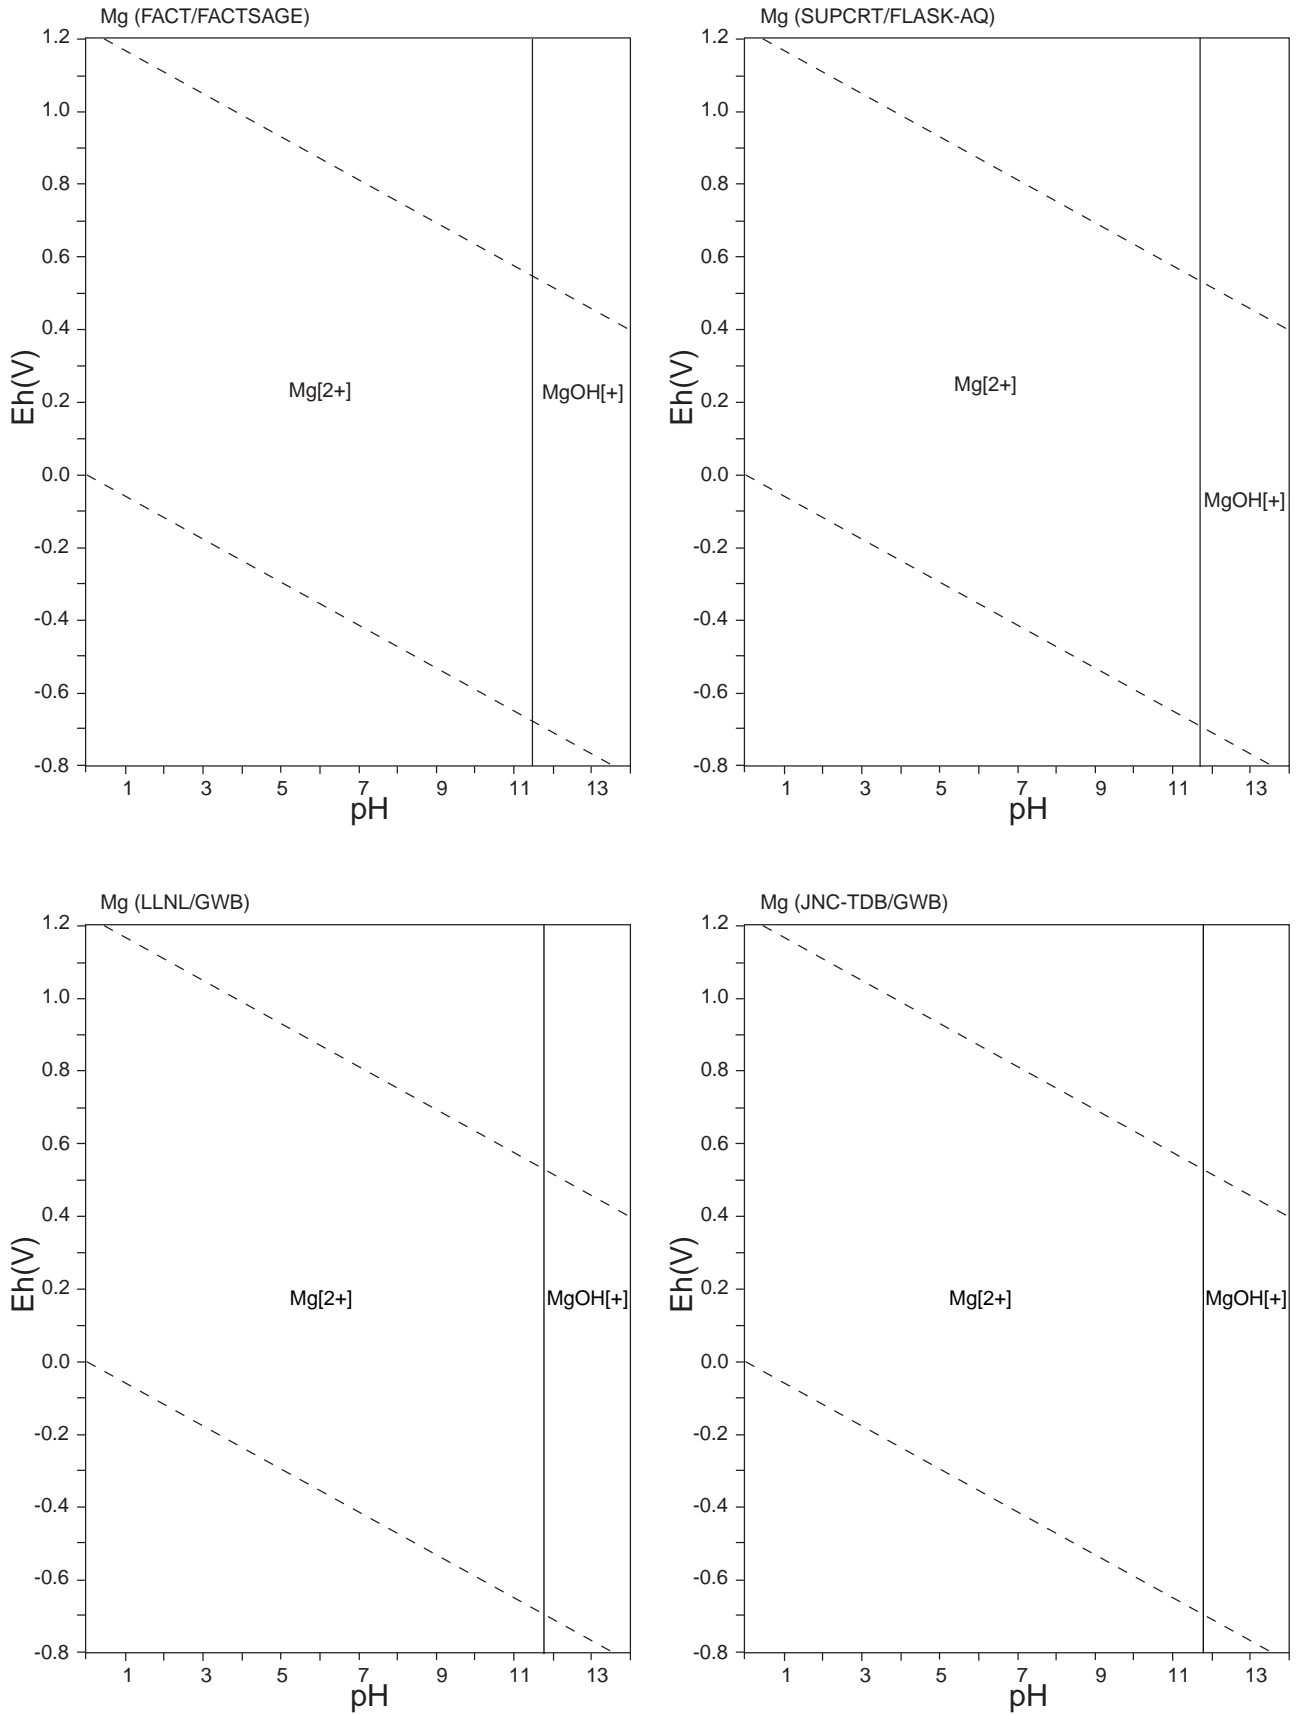 Mg (FACT/FACTSAGE)
1.2
1.0
0.8
0.6
0.4
0.2
0.0
-0.2
-0.4
-0.6
-0.8
Eh(V)
Mg[2+]
MgOH[+]
1 3 5 7 9 11 13
pH
Mg (SUPCRT/FLASK-AQ)
1.2
1.0
0.8
0.6
0.4
0.2
0.0
-0.2
-0.4
-0.6
-0.8
Eh(V)
Mg[2+]
MgOH[+]
1 3 5 7 9 11 13
pH
Mg (LLNL/GWB)
1.2
1.0
0.8
0.6
0.4
0.2
0.0
-0.2
-0.4
-0.6
-0.8
Eh(V)
Mg[2+]
MgOH[+]
1 3 5 7 9 11 13
pH
Mg (JNC-TDB/GWB)
1.2
1.0
0.8
0.6
0.4
0.2
0.0
-0.2
-0.4
-0.6
-0.8
Eh(V)
Mg[2+]
MgOH[+]
1 3 5 7 9 11 13
pH